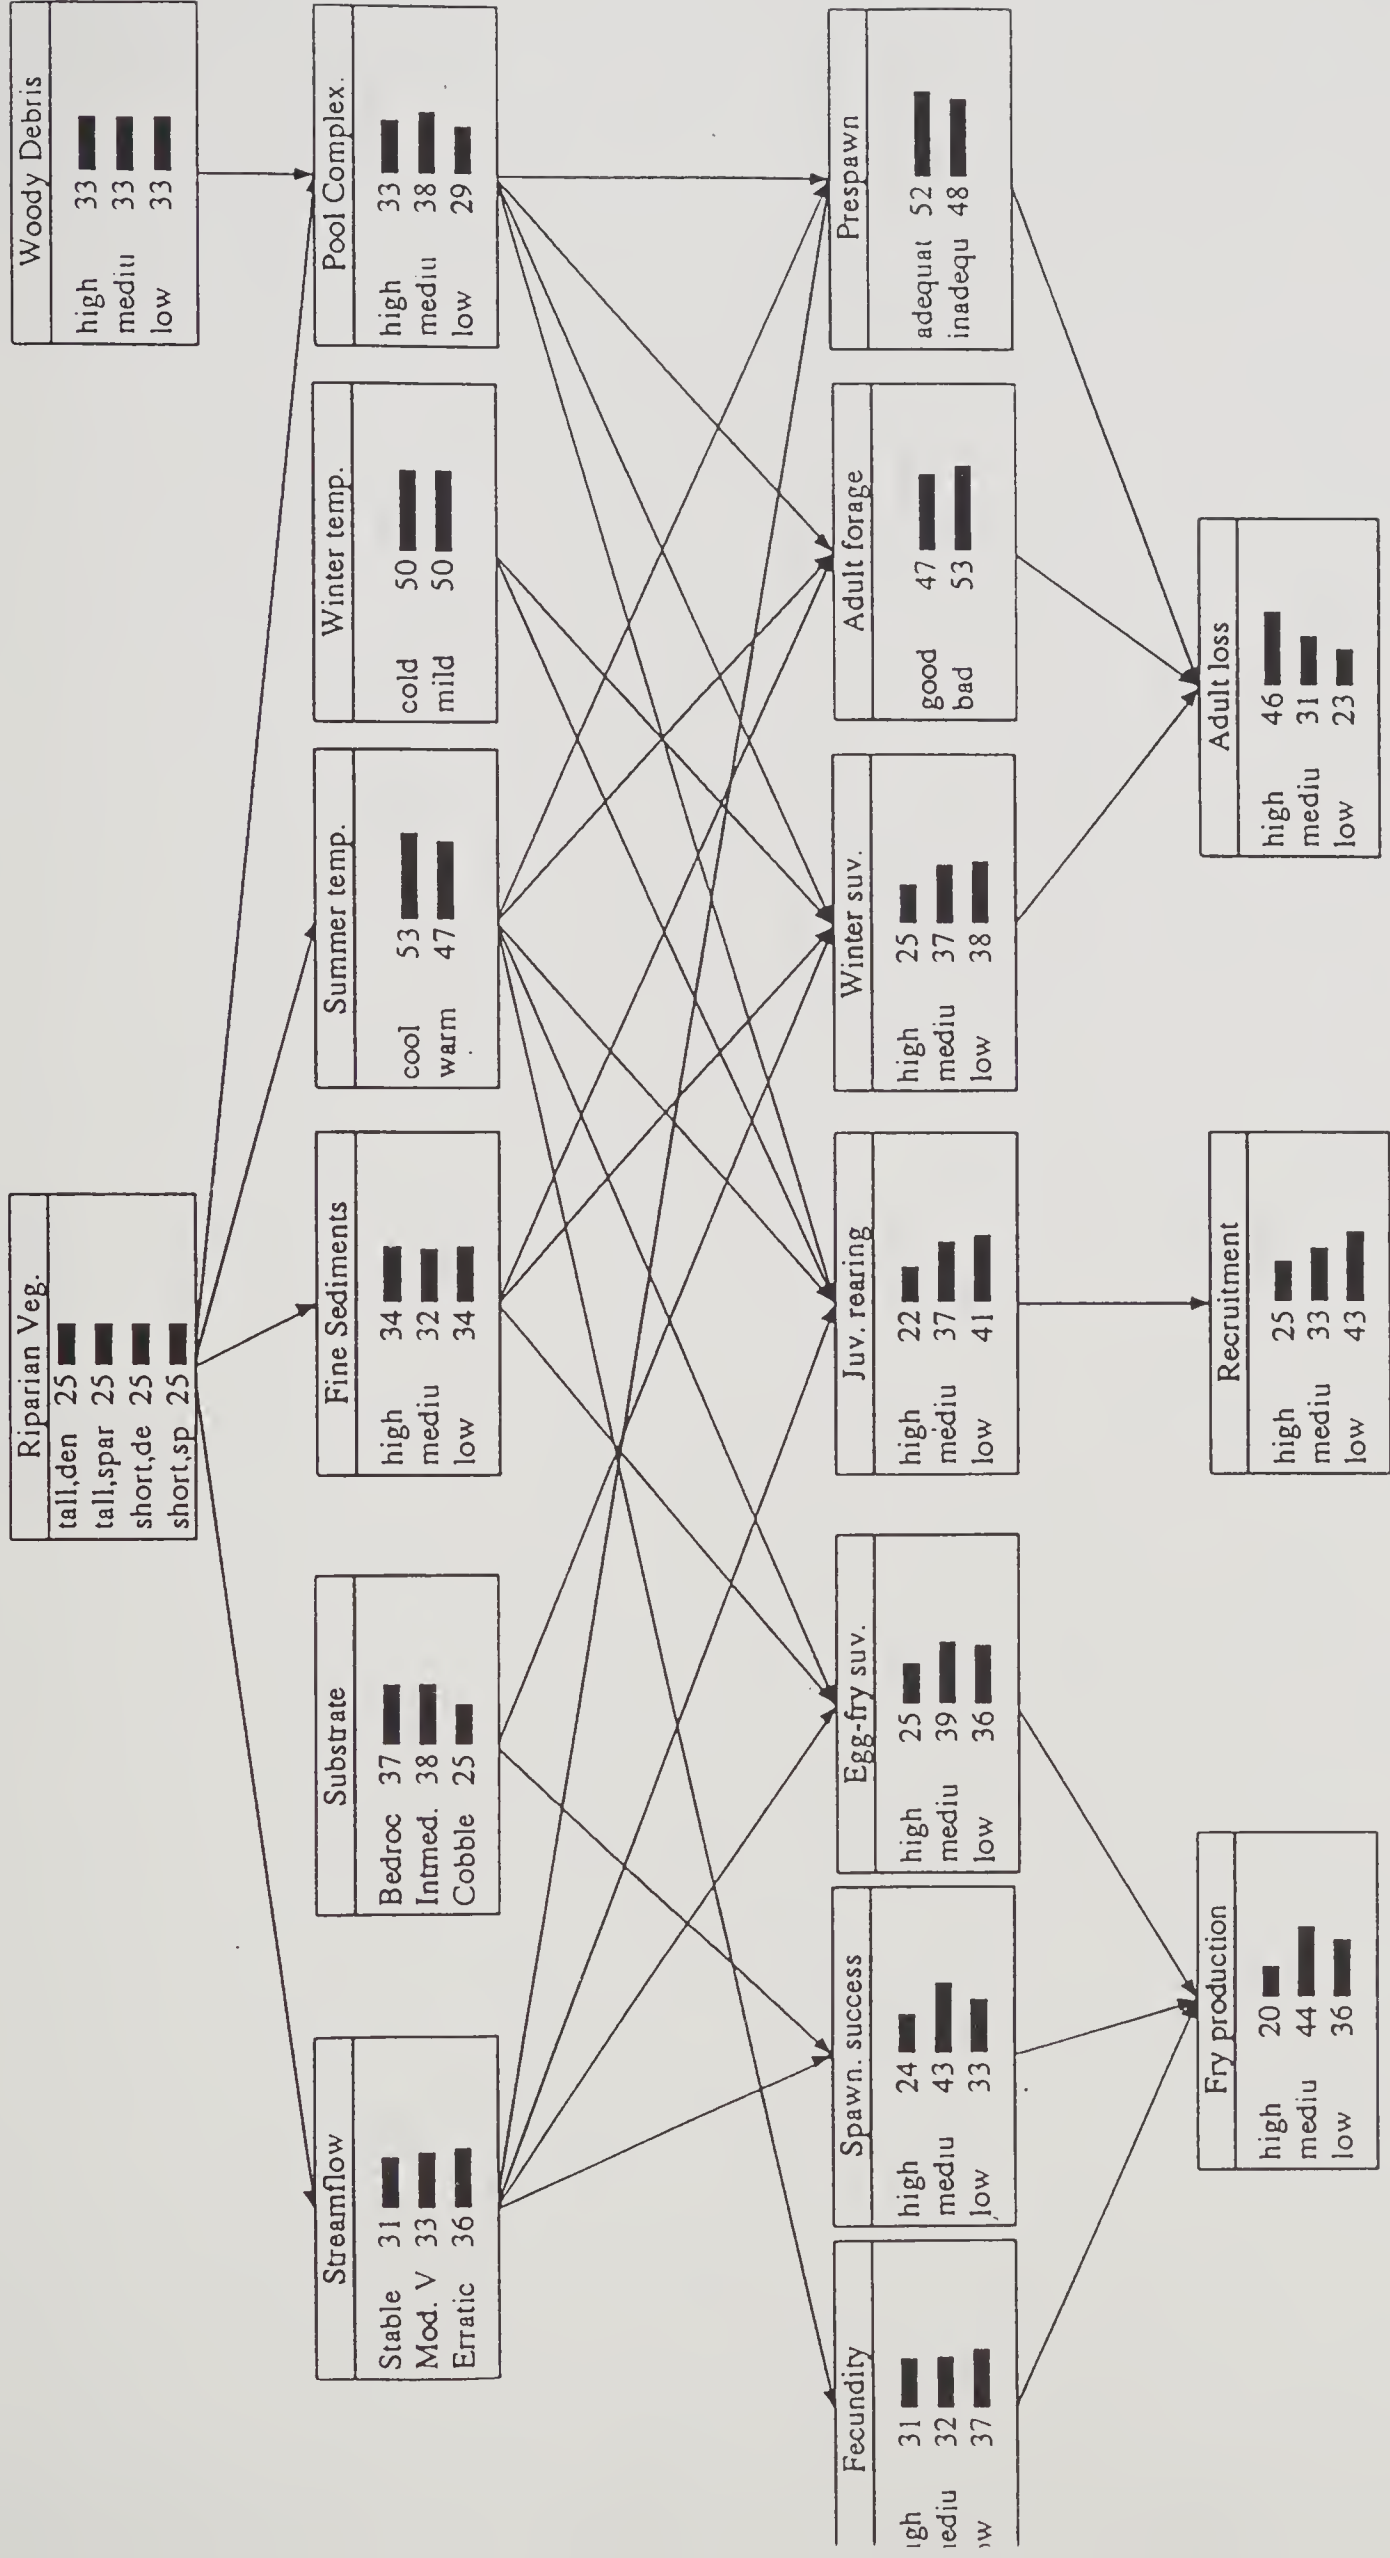 Riparian Veg.
tall,den 25
tall,spar 25
short,de 25
short,sp 25
Woody Debris
high 33
mediu 33
low 33
Streamflow
Stable 31
Mod. V 33
Erratic 36
Substrate
Bedroc 37
Intmed. 38
Cobble 25
Fine Sediments
high 34
mediu 32
low 34
Summer temp.
cool 53
warm 47
Winter temp.
cold 50
mild 50
Pool Complex.
high 33
mediu 38
low 29
Fecundity
igh 31
iediu 32
ow 37
Spawn. success
high 24
mediu 43
low 33
Egg-fry suv.
high 25
mediu 39
low 36
Juv. rearing
high 22
mediu 37
low 41
Winter suv.
high 25
mediu 37
low 38
Adult forage
good 47
bad 53
Prespawn
adequat 52
inadequ 48
Fry production
high 20
mediu 44
low 36
Recruitment
high 25
mediu 33
low 43
Adult loss
high 46
mediu 31
low 23